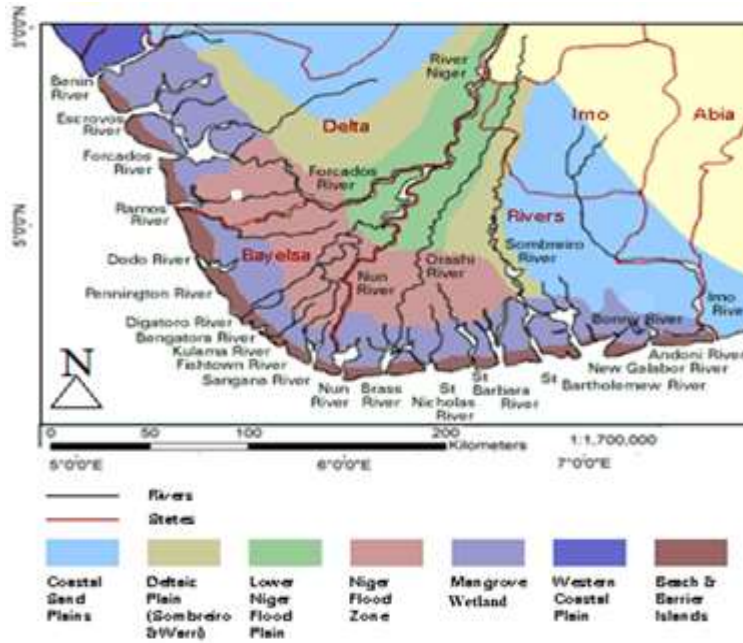 5°0'0"N
5°0'0"N
Benin
River
Escrovos
River
Forcados
River
Ramos
River
Dodo River
Pennington River
Digatoro River
Bengatora River
Kulama River
Fishtown River
Sangana River
Nun
River
Brass
River
St
Nicholas
River
St
Barbara
River
St
Bartholemew River
New Galabor River
Andoni River
Bonny River
Imo
Rive
River
Niger
Delta
Imo
Abia
Forcados
River
Rivers
Sombreiro
River
Bayelsa
Nun
River
Orashi
River
N
0 50 100 200
Kilometers
1:1,700,000
5°0'0"E 6°0'0"E 7°0'0"E
Rivers
States
Coastal
Sand
Plains
Deltaic
Plain
(Sombreiro
&Warri)
Lower
Niger
Flood
Plain
Niger
Flood
Zone
Mangrove
Wetland
Western
Coastal
Plain
Beach &
Barrier
Islands